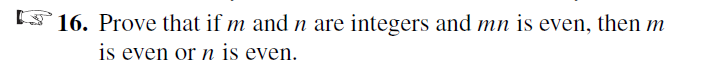 16. Prove that if m and n are integers and mn is even, then m
is even or n is even.